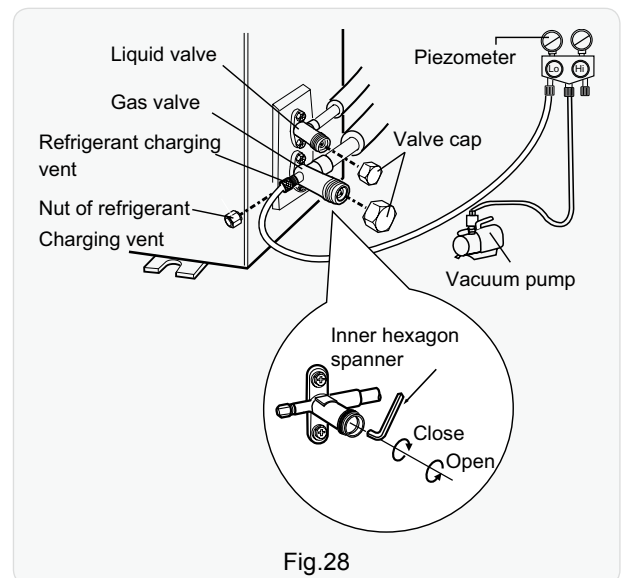 Liquid valve
Gas valve
Refrigerant charging
vent
Nut of refrigerant
Charging vent
Piezometer
Lo
Hi
Valve cap
Vacuum pump
Inner hexagon
spanner
Close
Open
Fig.28